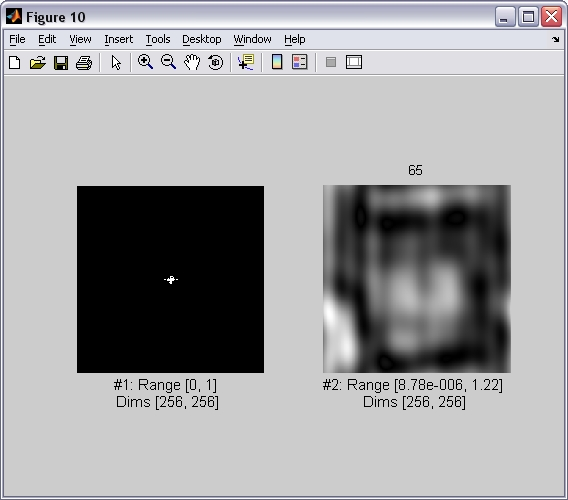 Figure 10
File Edit View Insert Tools Desktop Window Help
65
#1: Range [0, 1]
Dims [256, 256]
#2: Range [8.78e-006, 1.22]
Dims [256, 256]